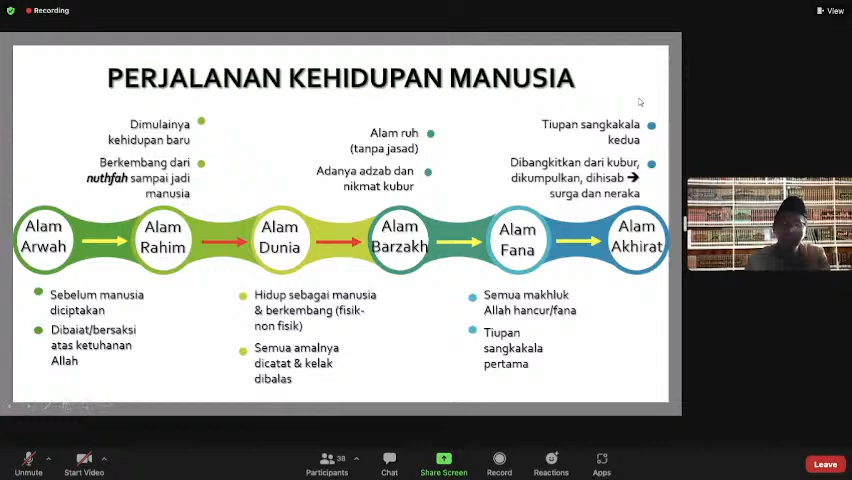 Recording
View
PERJALANAN KEHIDUPAN MANUSIA
Dimulainya
kehidupan baru
Berkembang dari
nuthfah sampai jadi
manusia
Alam ruh
(tanpa jasad)
Adanya adzab dan
nikmat kubur
Tiupan sangkakala
kedua
Dibangkitkan dari kubur,
dikumpulkan, dihisab →
surga dan neraka
Alam
Arwah
Alam
Rahim
Alam
Dunia
Alam
Barzakh
Alam
Fana
Alam
Akhirat
Sebelum manusia
diciptakan
Dibaiat/bersaksi
atas ketuhanan
Allah
Hidup sebagai manusia
& berkembang (fisik-
non fisik)
Semua amalnya
dicatat & kelak
dibalas
Semua makhluk
Allah hancur/fana
Tiupan
sangkakala
pertama
Unmute
Start Video
Participants
38
Chat
Share Screen
Record
Reactions
Apps
Leave